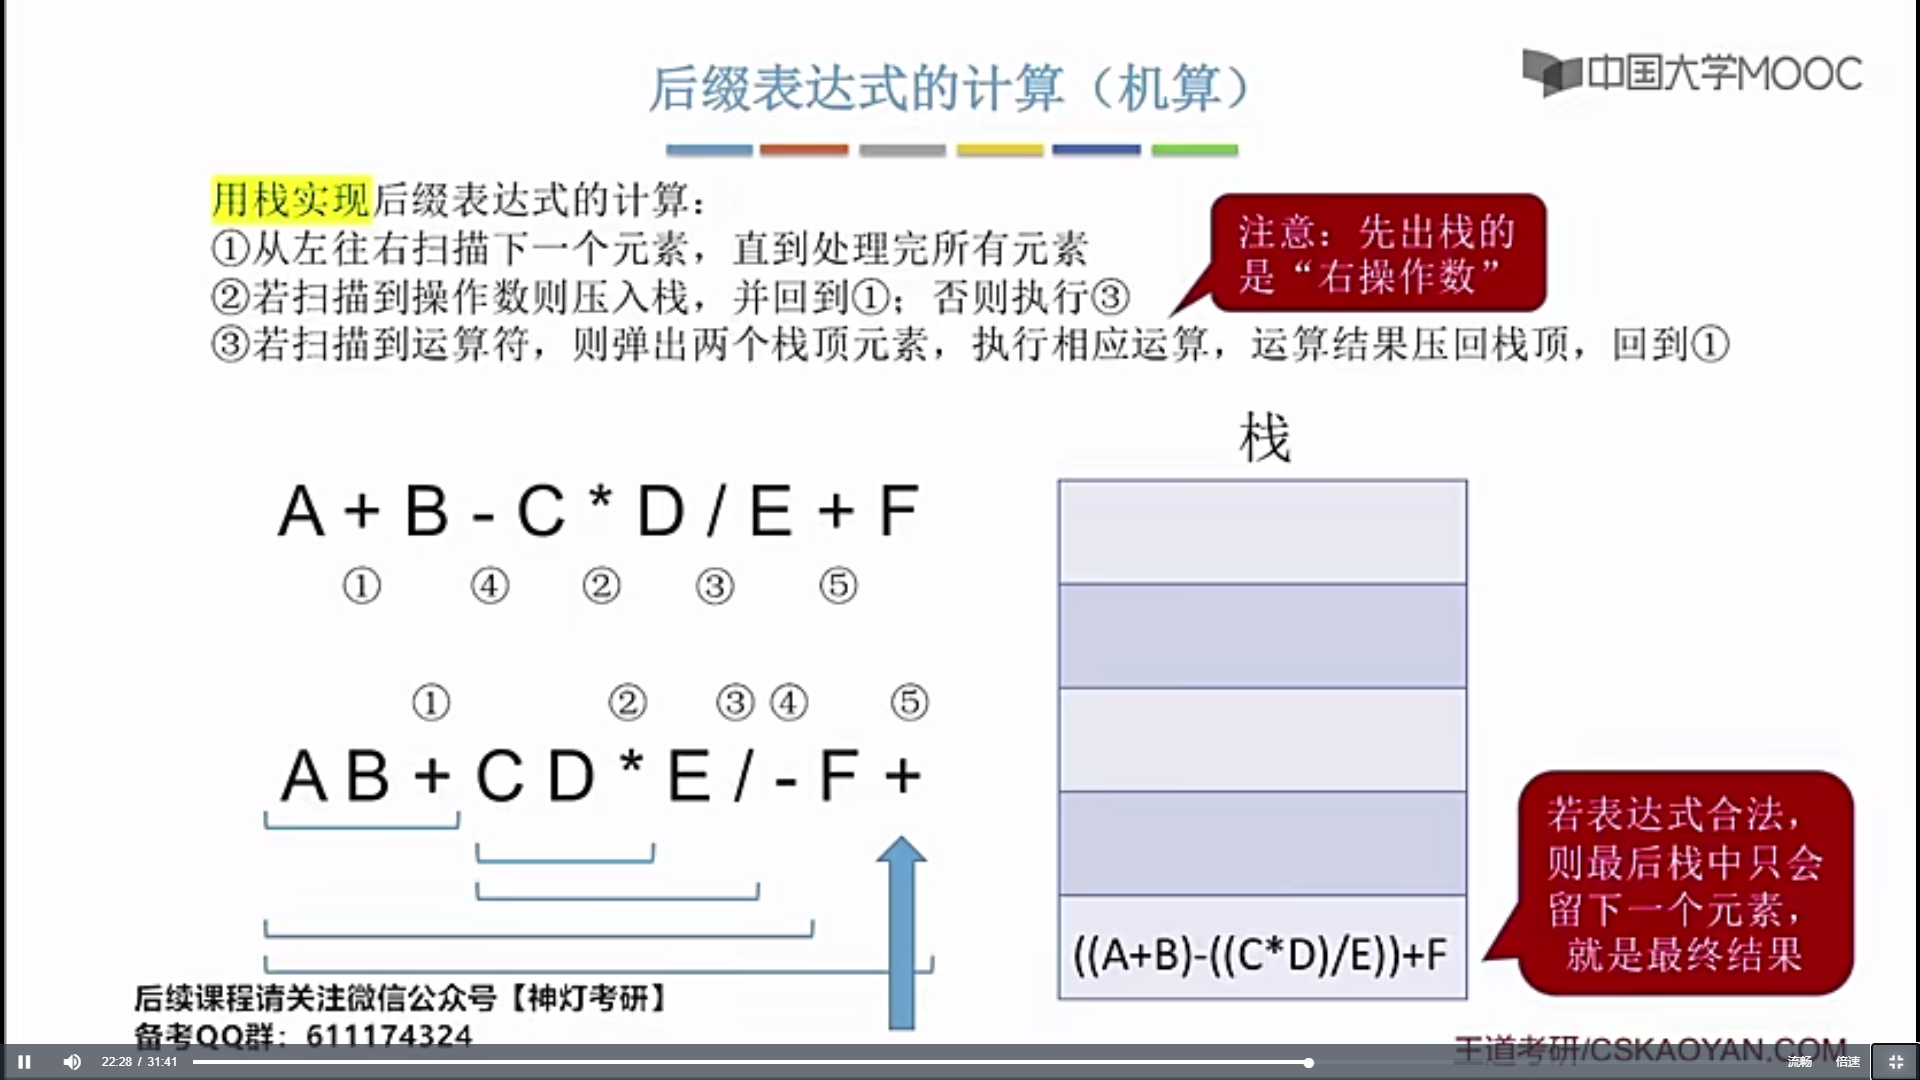 后缀表达式的计算（机算）
中国大学MOOC
用栈实现后缀表达式的计算：
①从左往右扫描下一个元素，直到处理完所有元素
②若扫描到操作数则压入栈，并回到①；否则执行③
③若扫描到运算符，则弹出两个栈顶元素，执行相应运算，运算结果压回栈顶，回到①
注意：先出栈的
是“右操作数”
栈
A + B - C * D / E + F
① ④ ② ③ ⑤
① ② ③ ④ ⑤
A B + C D * E / - F +
((A+B)-((C*D)/E))+F
若表达式合法，
则最后栈中只会
留下一个元素，
就是最终结果
后续课程请关注微信公众号【神灯考研】
备考QQ群：611174324
王道考研/CSKAOYAN.COM
22:28 / 31:41
流畅 倍速